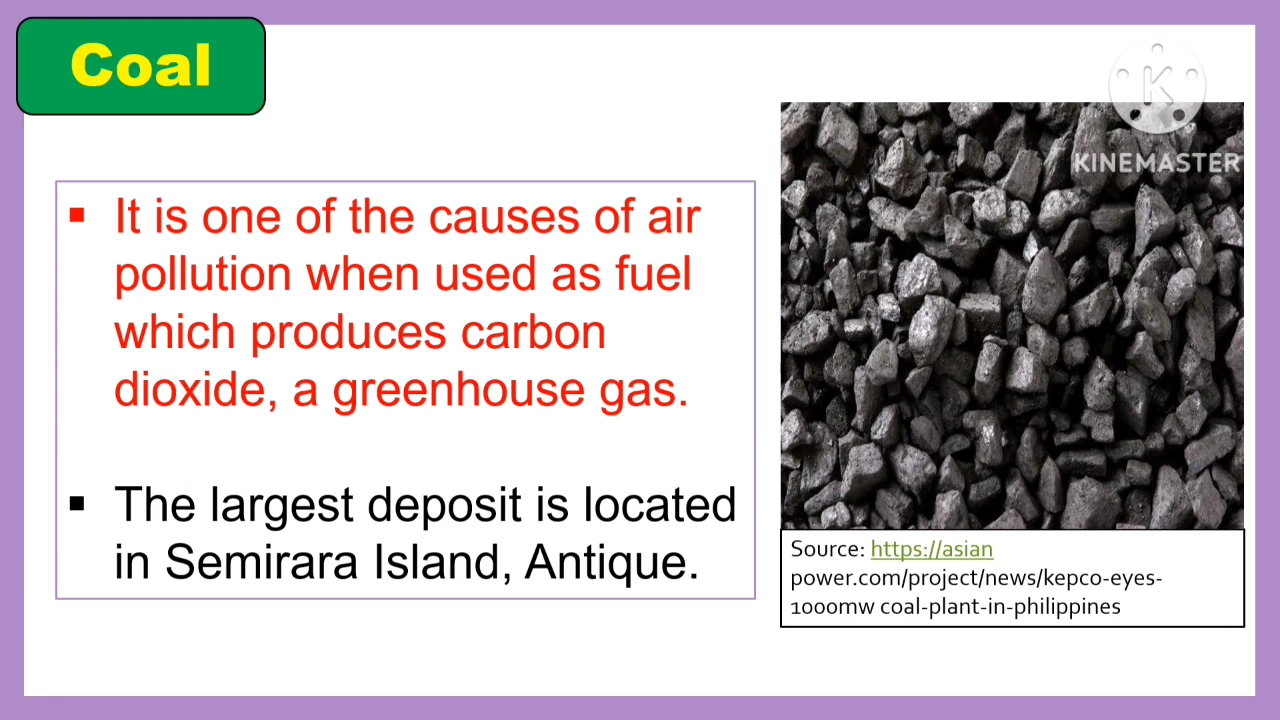 Coal
▪ It is one of the causes of air
pollution when used as fuel
which produces carbon
dioxide, a greenhouse gas.
▪ The largest deposit is located
in Semirara Island, Antique.
K
KINEMASTER
Source: https://asian
power.com/project/news/kepco-eyes-
1000mw coal-plant-in-philippines